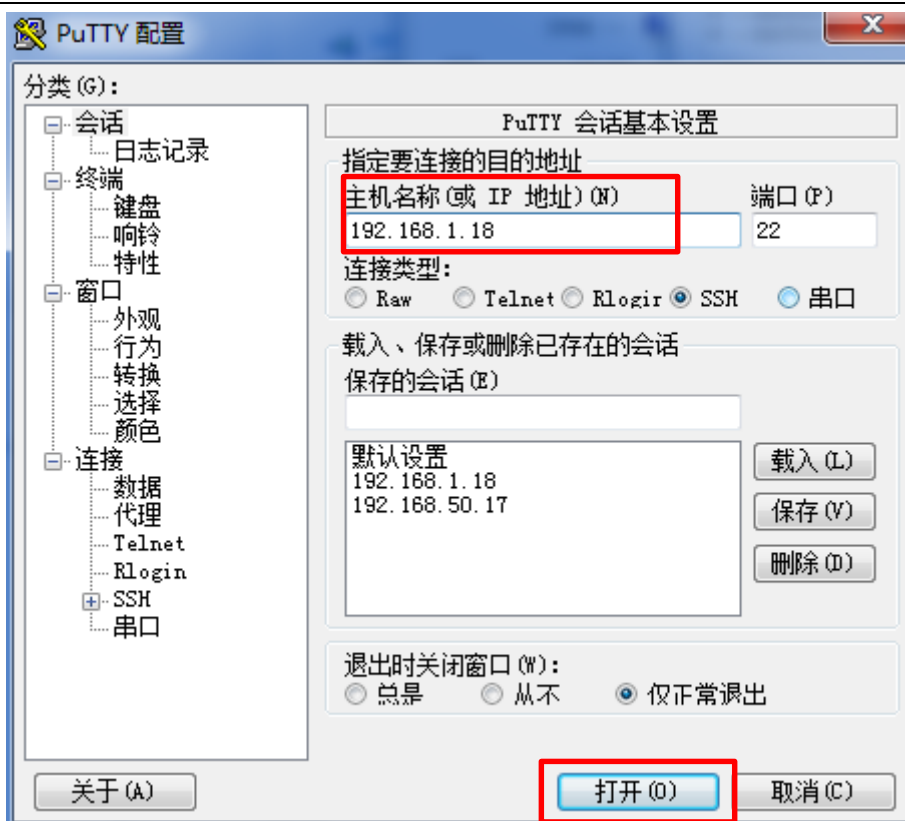 PuTTY 配置
分类(G):
会话
日志记录
终端
键盘
响铃
特性
窗口
外观
行为
转换
选择
颜色
连接
数据
代理
Telnet
Rlogin
SSH
串口
PuTTY 会话基本设置
指定要连接的目的地址
主机名称(或 IP 地址)(N) 端口(P)
192.168.1.18 22
连接类型:
Raw Telnet Rlogir SSH 串口
载入、保存或删除已存在的会话
保存的会话(E)
默认设置
192.168.1.18
192.168.50.17
载入(L)
保存(V)
删除(D)
退出时关闭窗口(W):
总是 从不 仅正常退出
关于(A) 打开(O) 取消(C)